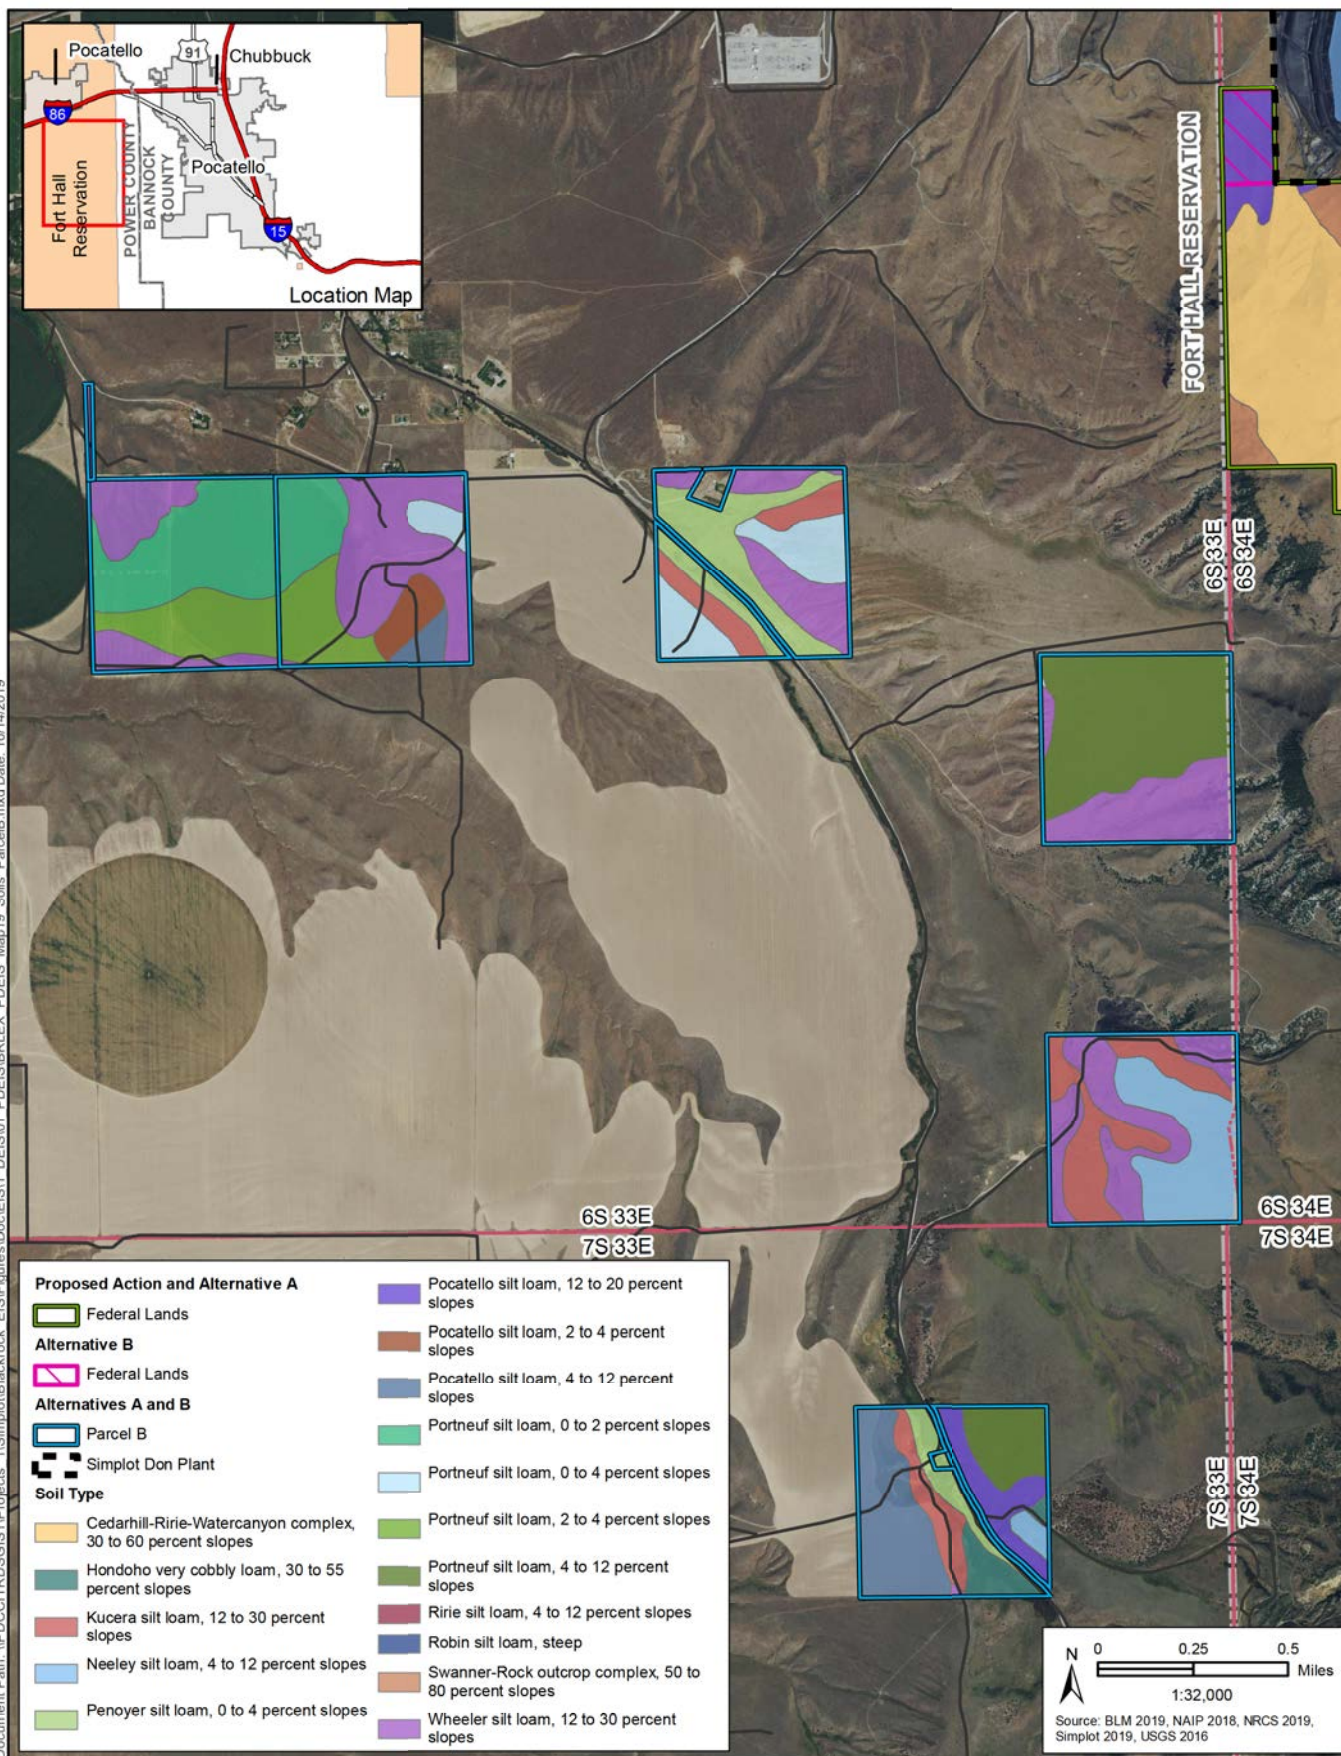 Pocatello
91
Chubbuck
86
Fort Hall
Reservation
POWER COUNTY
BANNOCK
COUNTY
Pocatello
15
Location Map
FORT HALL RESERVATION
6S 33E
6S 34E
6S 33E
7S 33E
6S 34E
7S 34E
7S 33E
7S 34E
Proposed Action and Alternative A
Federal Lands
Alternative B
Federal Lands
Alternatives A and B
Parcel B
Simplot Don Plant
Soil Type
Cedarhill-Ririe-Watercanyon complex,
30 to 60 percent slopes
Hondoho very cobbly loam, 30 to 55
percent slopes
Kucera silt loam, 12 to 30 percent
slopes
Neeley silt loam, 4 to 12 percent slopes
Penoyer silt loam, 0 to 4 percent slopes
Pocatello silt loam, 12 to 20 percent
slopes
Pocatello silt loam, 2 to 4 percent
slopes
Pocatello silt loam, 4 to 12 percent
slopes
Portneuf silt loam, 0 to 2 percent slopes
Portneuf silt loam, 0 to 4 percent slopes
Portneuf silt loam, 2 to 4 percent slopes
Portneuf silt loam, 4 to 12 percent
slopes
Ririe silt loam, 4 to 12 percent slopes
Robin silt loam, steep
Swanner-Rock outcrop complex, 50 to
80 percent slopes
Wheeler silt loam, 12 to 30 percent
slopes
N
0 0.25 0.5
Miles
1:32,000
Source: BLM 2019, NAIP 2018, NRCS 2019,
Simplot 2019, USGS 2016